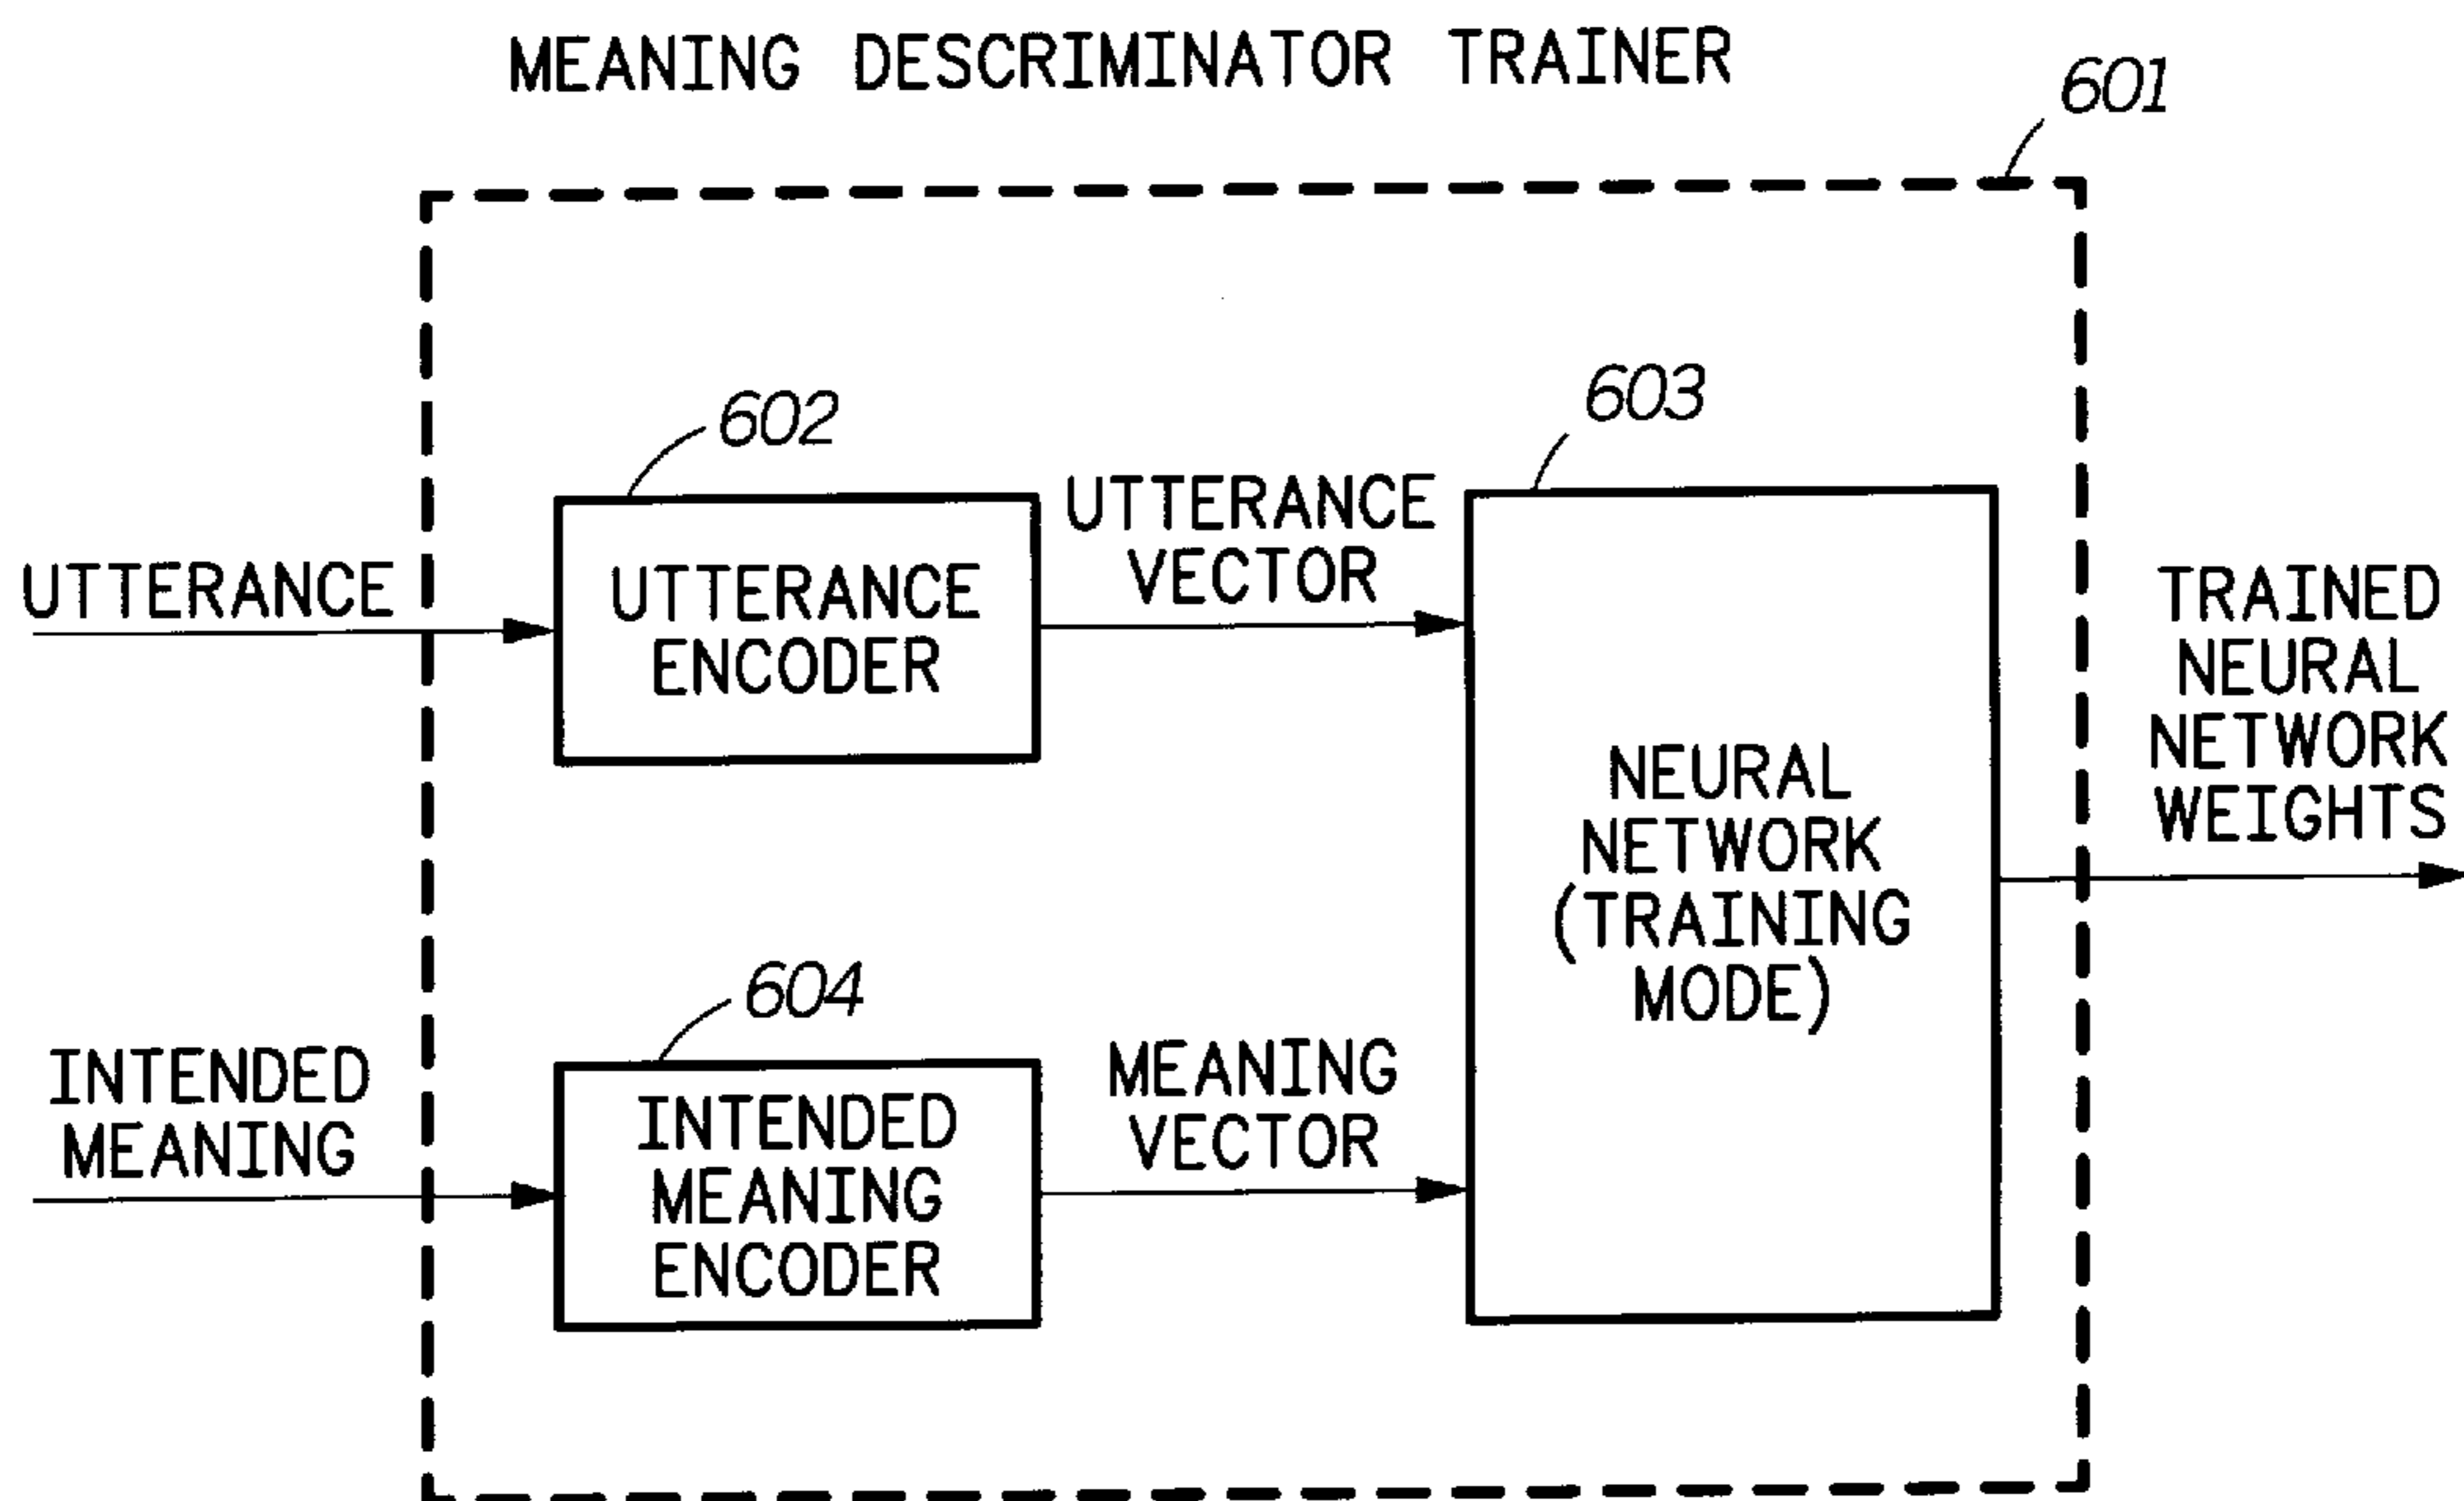 MEANING DESCRIMINATOR TRAINER
601
602
603
UTTERANCE
UTTERANCE
ENCODER
UTTERANCE
VECTOR
NEURAL
NETWORK
(TRAINING
MODE)
TRAINED
NEURAL
NETWORK
WEIGHTS
604
INTENDED
MEANING
INTENDED
MEANING
ENCODER
MEANING
VECTOR